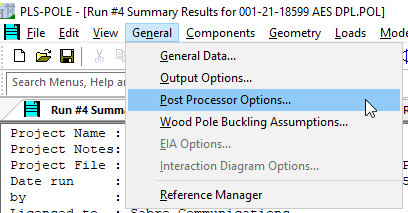 PLS-POLE - [Run #4 Summary Results for 001-21-18599 AES DPL.POL]
File Edit View General Components Geometry Loads Mode
General Data...
Output Options...
Search Menus, Help an
Post Processor Options...
Run #4 Summary Resul
Wood Pole Buckling Assumptions...
Project Name :
EIA Options...
Project Notes:
Interaction Diagram Options...
Project File :
Date run :
Reference Manager
by :
Licensed to : Sabre Communications